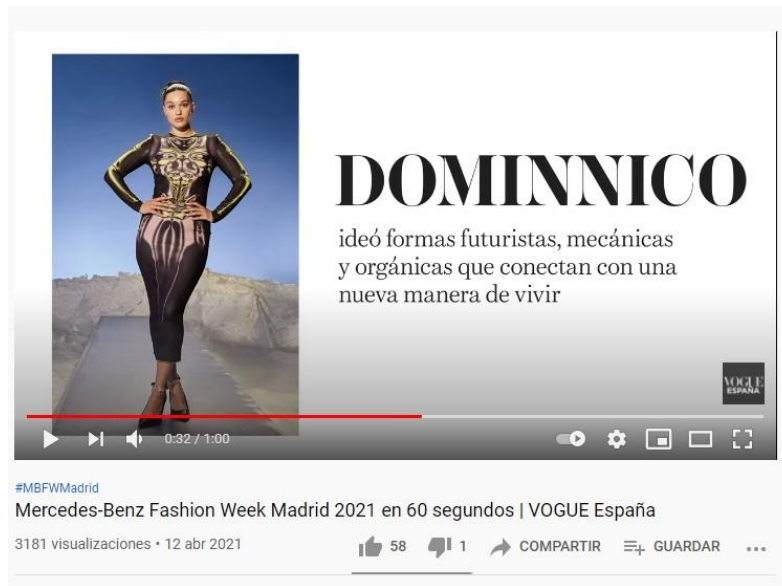 DOMINNICO
ideó formas futuristas, mecánicas
y orgánicas que conectan con una
nueva manera de vivir
VOGUE
ESPAÑA
0:32 / 1:00
#MBFWMadrid
Mercedes-Benz Fashion Week Madrid 2021 en 60 segundos | VOGUE España
3181 visualizaciones • 12 abr 2021 58 1 COMPARTIR GUARDAR